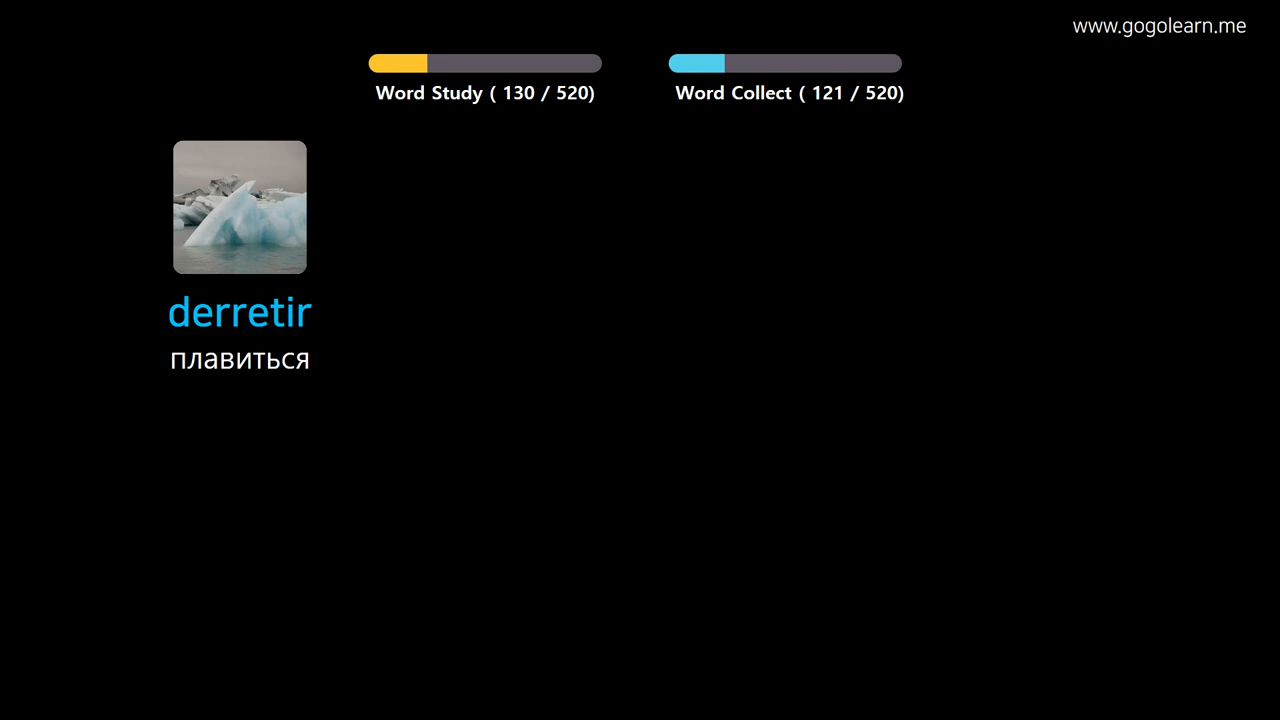 www.gogolearn.me
Word Study ( 130 / 520)
Word Collect ( 121 / 520)
derretir
плавиться